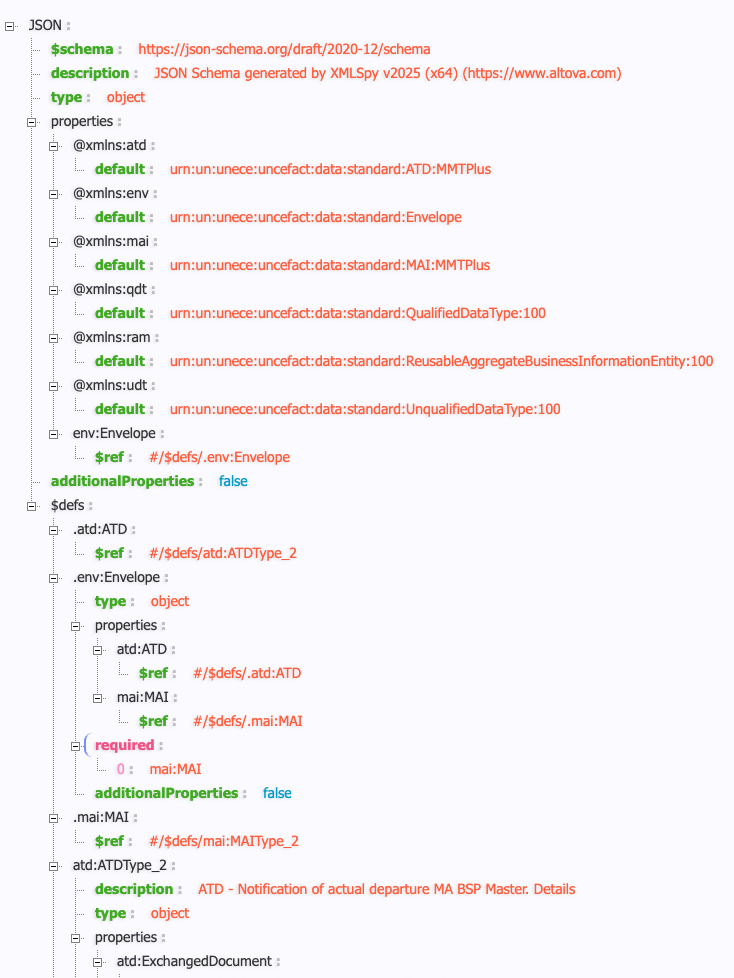 JSON :
$schema : https://json-schema.org/draft/2020-12/schema
description : JSON Schema generated by XMLSpy v2025 (x64) (https://www.altova.com)
type : object
properties :
@xmlns:atd :
default : urn:un:unece:uncefact:data:standard:ATD:MMTPlus
@xmlns:env :
default : urn:un:unece:uncefact:data:standard:Envelope
@xmlns:mai :
default : urn:un:unece:uncefact:data:standard:MAI:MMTPlus
@xmlns:qdt :
default : urn:un:unece:uncefact:data:standard:QualifiedDataType:100
@xmlns:ram :
default : urn:un:unece:uncefact:data:standard:ReusableAggregateBusinessInformationEntity:100
@xmlns:udt :
default : urn:un:unece:uncefact:data:standard:UnqualifiedDataType:100
env:Envelope :
$ref : #/$defs/.env:Envelope
additionalProperties : false
$defs :
.atd:ATD :
$ref : #/$defs/atd:ATDType_2
.env:Envelope :
type : object
properties :
atd:ATD :
$ref : #/$defs/.atd:ATD
mai:MAI :
$ref : #/$defs/.mai:MAI
required :
0 : mai:MAI
additionalProperties : false
.mai:MAI :
$ref : #/$defs/mai:MAIType_2
atd:ATDType_2 :
description : ATD - Notification of actual departure MA BSP Master. Details
type : object
properties :
atd:ExchangedDocument :